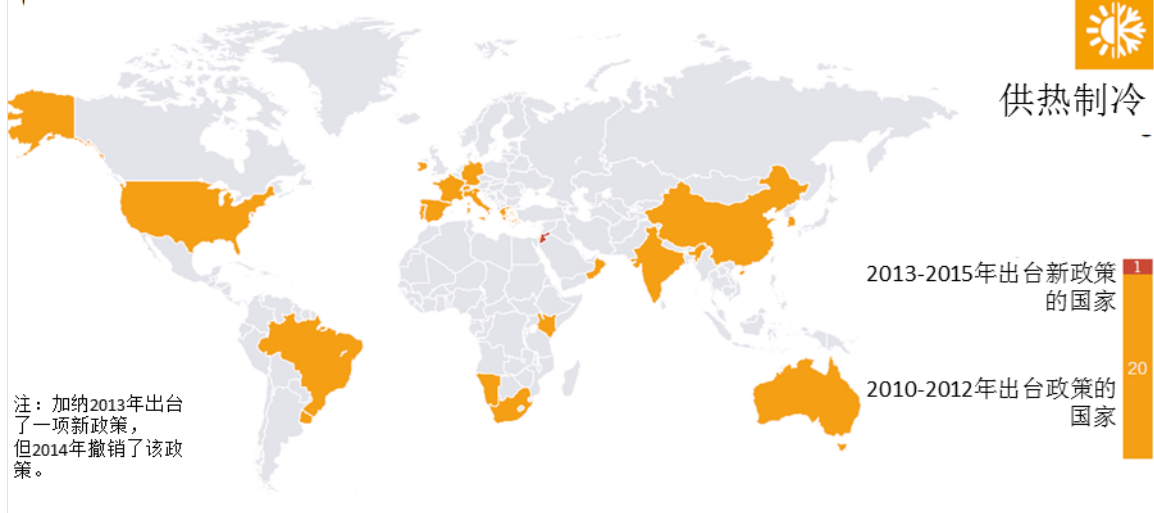 供热制冷
2013-2015年出台新政策
的国家
1
20
2010-2012年出台政策的
国家
注：加纳2013年出台
了一项新政策，
但2014年撤销了该政
策。